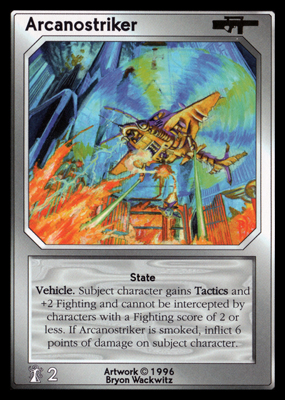 Arcanostriker
State
Vehicle. Subject character gains Tactics and
+2 Fighting and cannot be intercepted by
characters with a Fighting score of 2 or
less. If Arcanostriker is smoked, inflict 6
points of damage on subject character.
2
Artwork © 1996
Bryon Wackwitz